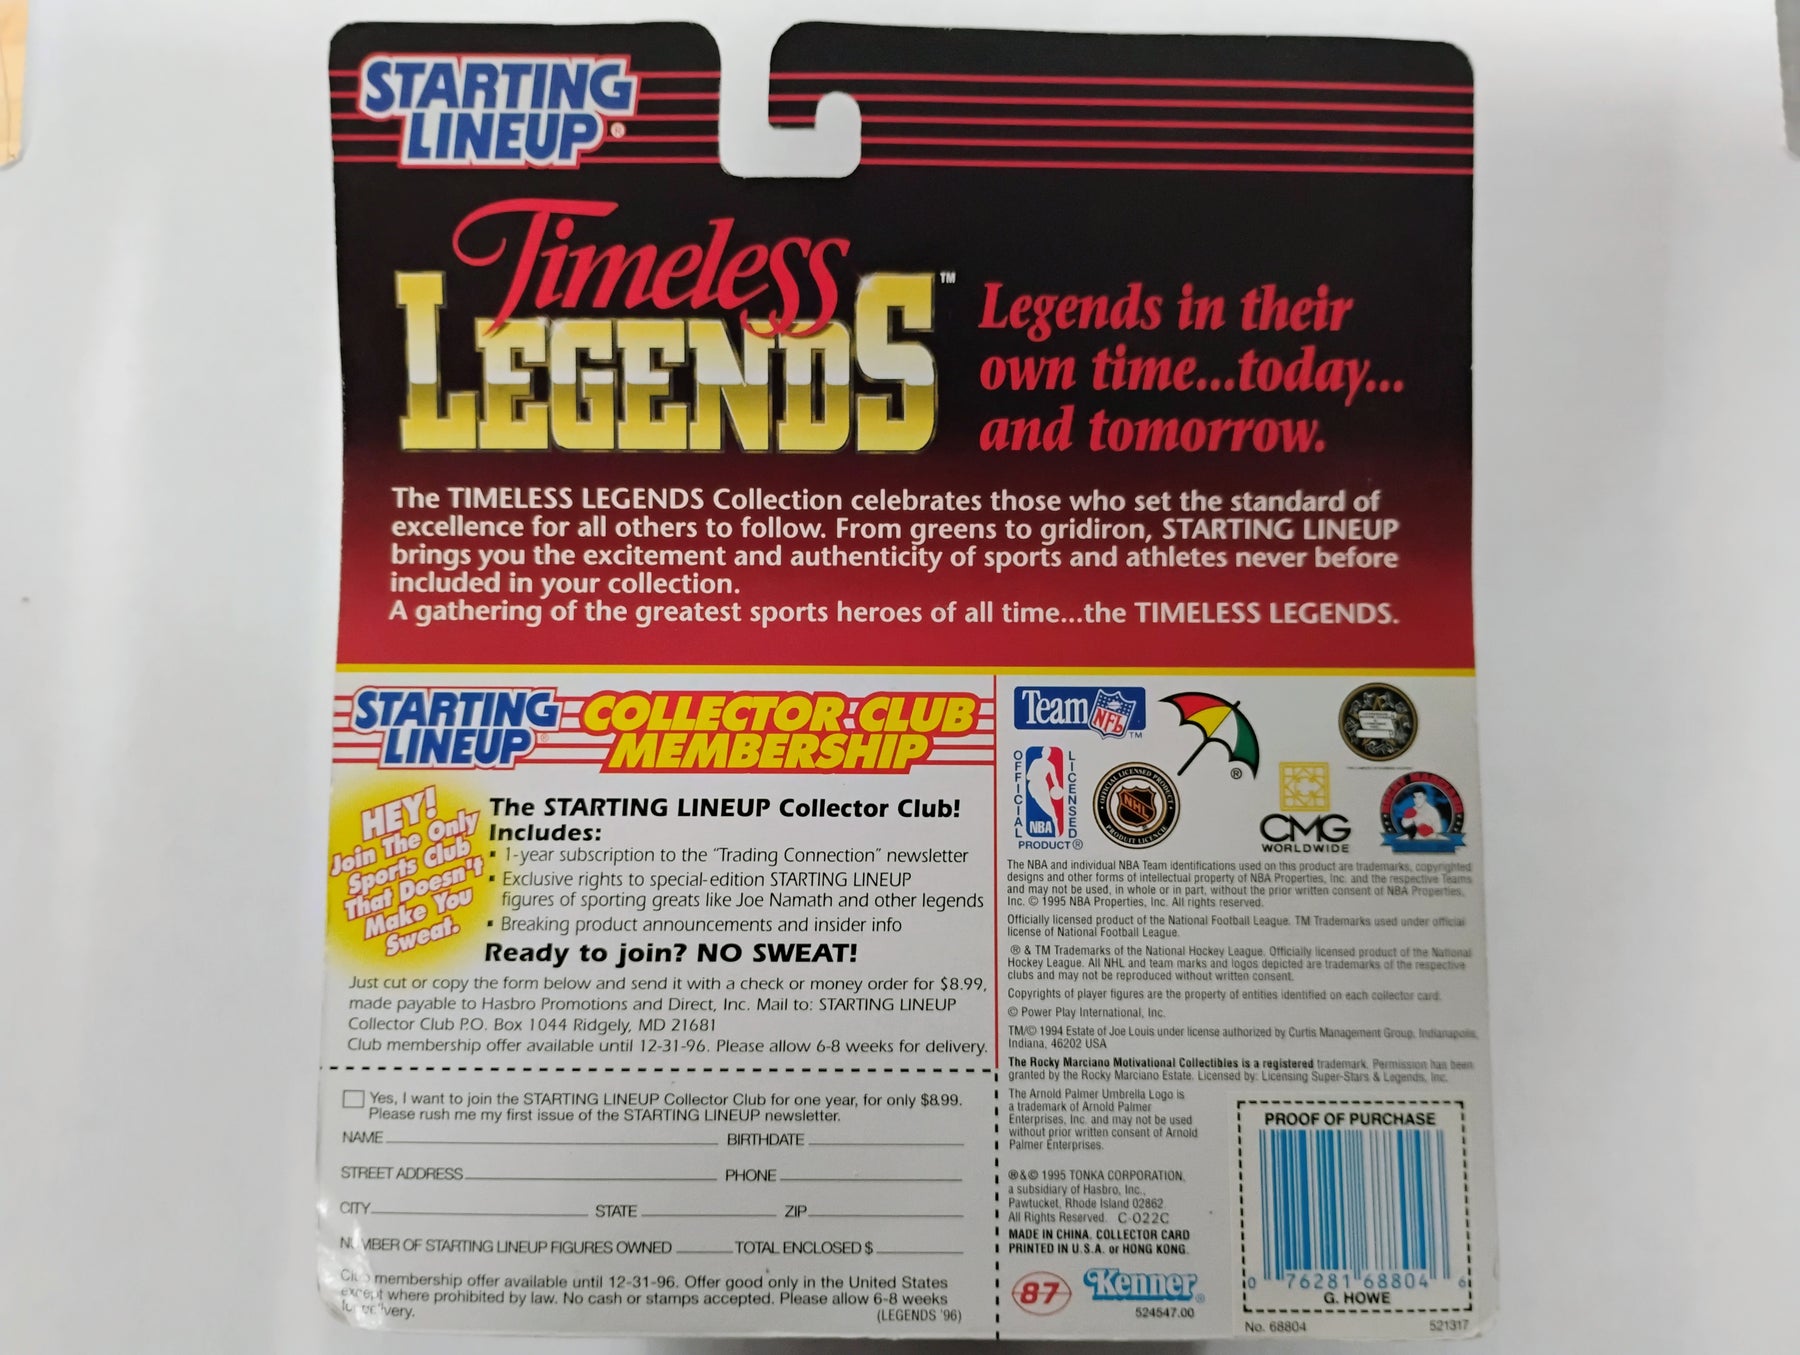 STARTING
LINEUP®
Timeless
LEGENDS™
Legends in their
own time...today...
and tomorrow.
The TIMELESS LEGENDS Collection celebrates those who set the standard of
excellence for all others to follow. From greens to gridiron, STARTING LINEUP
brings you the excitement and authenticity of sports and athletes never before
included in your collection.
A gathering of the greatest sports heroes of all time...the TIMELESS LEGENDS.
STARTING
LINEUP®
COLLECTOR CLUB
MEMBERSHIP
HEY!
Join The Only
Sports Club
That Doesn't
Make You
Sweat.
The STARTING LINEUP Collector Club!
Includes:
▪ 1-year subscription to the "Trading Connection" newsletter
▪ Exclusive rights to special-edition STARTING LINEUP
figures of sporting greats like Joe Namath and other legends
▪ Breaking product announcements and insider info
Ready to join? NO SWEAT!
Just cut or copy the form below and send it with a check or money order for $8.99,
made payable to Hasbro Promotions and Direct, Inc. Mail to: STARTING LINEUP
Collector Club P.O. Box 1044 Ridgely, MD 21681
Club membership offer available until 12-31-96. Please allow 6-8 weeks for delivery.
Yes, I want to join the STARTING LINEUP Collector Club for one year, for only $8.99.
Please rush me my first issue of the STARTING LINEUP newsletter.
NAME BIRTHDATE
STREET ADDRESS PHONE
CITY STATE ZIP
NUMBER OF STARTING LINEUP FIGURES OWNED TOTAL ENCLOSED $
Club membership offer available until 12-31-96. Offer good only in the United States
except where prohibited by law. No cash or stamps accepted. Please allow 6-8 weeks
for delivery. (LEGENDS '96)
Team NFL ™
®
OFFICIAL NBA LICENSED
PRODUCT®
OFFICIAL LICENSED PRODUCT
NHL
CMG
WORLDWIDE
ROCKY MARCIANO
The NBA and individual NBA Team identifications used on this product are trademarks, copyrighted
designs and other forms of intellectual property of NBA Properties, Inc. and the respective Teams
and may not be used, in whole or in part, without the prior written consent of NBA Properties,
Inc. © 1995 NBA Properties, Inc. All rights reserved.
Officially licensed product of the National Football League. TM Trademarks used under official
license of National Football League.
® & TM Trademarks of the National Hockey League. Officially licensed product of the National
Hockey League. All NHL and team marks and logos depicted are trademarks of the respective
clubs and may not be reproduced without written consent.
Copyrights of player figures are the property of entities identified on each collector card.
© Power Play International, Inc.
TM/© 1994 Estate of Joe Louis under license authorized by Curtis Management Group, Indianapolis,
Indiana, 46202 USA
The Rocky Marciano Motivational Collectibles is a registered trademark. Permission has been
granted by the Rocky Marciano Estate. Licensed by: Licensing Super-Stars & Legends, Inc.
The Arnold Palmer Umbrella Logo is
a trademark of Arnold Palmer
Enterprises, Inc. and may not be used
without prior written consent of Arnold
Palmer Enterprises.
®&© 1995 TONKA CORPORATION,
a subsidiary of Hasbro, Inc.,
Pawtucket, Rhode Island 02862.
All Rights Reserved. C-022C
MADE IN CHINA. COLLECTOR CARD
PRINTED IN U.S.A. or HONG KONG.
87
Kenner®
524547.00
PROOF OF PURCHASE
0 76281 68804 6
G. HOWE
No. 68804 521317